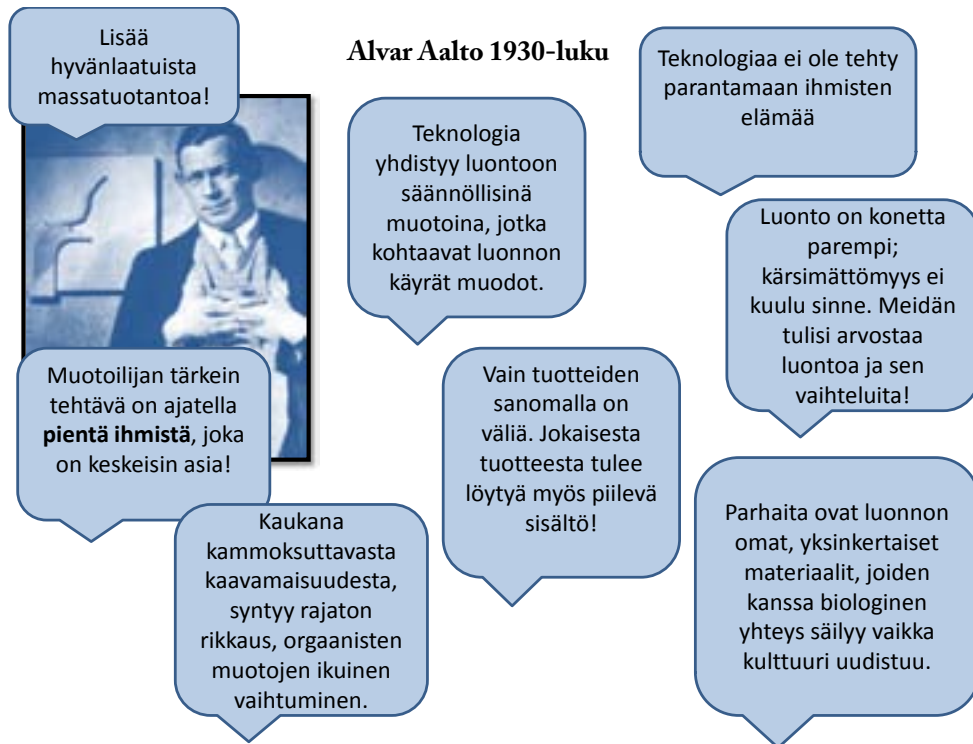 Alvar Aalto 1930-luku
Lisää
hyvänlaatuista
massatuotantoa!
Teknologia
yhdistyy luontoon
säännöllisinä
muotoina, jotka
kohtaavat luonnon
käyrät muodot.
Teknologiaa ei ole tehty
parantamaan ihmisten
elämää
Luonto on konetta
parempi;
kärsimättömyys ei
kuulu sinne. Meidän
tulisi arvostaa
luontoa ja sen
vaihteluita!
Muotoilijan tärkein
tehtävä on ajatella
pientä ihmistä, joka
on keskeisin asia!
Vain tuotteiden
sanomalla on
väliä. Jokaisesta
tuotteesta tulee
löytyä myös piilevä
sisältö!
Kaukana
kammoksuttavasta
kaavamaisuudesta,
syntyy rajaton
rikkaus, orgaanisten
muotojen ikuinen
vaihtuminen.
Parhaita ovat luonnon
omat, yksinkertaiset
materiaalit, joiden
kanssa biologinen
yhteys säilyy vaikka
kulttuuri uudistuu.